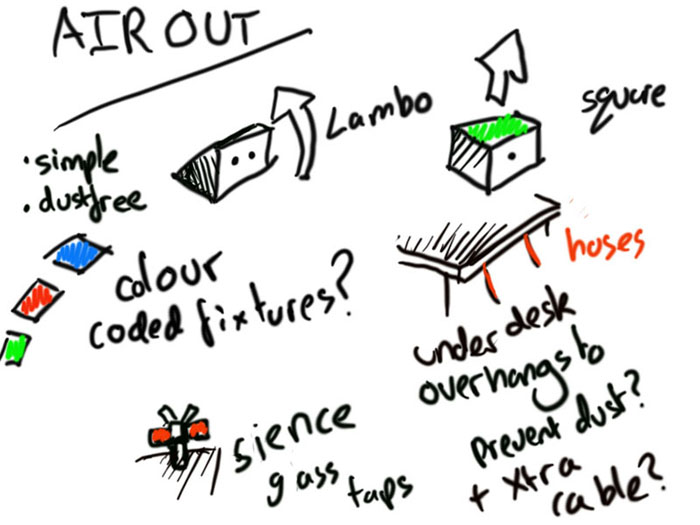 AIR OUT
Lambo
squcre
• simple
• dustfree
colour
coded fixtures?
hoses
under desk
overhangs to
prevent dust?
+ xtra
cable?
sience
gass
taps